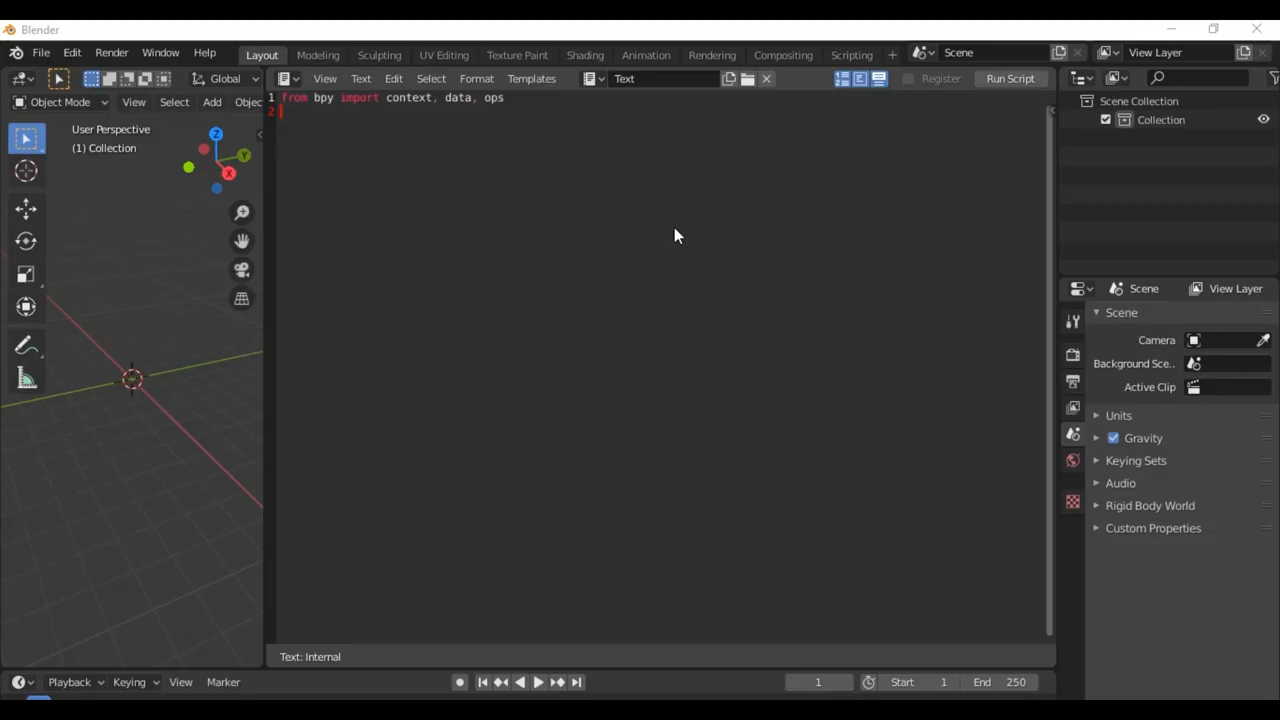 Blender
File Edit Render Window Help Layout Modeling Sculpting UV Editing Texture Paint Shading Animation Rendering Compositing Scripting + Scene View Layer
Global View Text Edit Select Format Templates Text Register Run Script
Object Mode View Select Add Objec
1 from bpy import context, data, ops
2
User Perspective
(1) Collection
Z
Y
X
Scene Collection
Collection
Scene View Layer
Scene
Camera
Background Sce..
Active Clip
Units
Gravity
Keying Sets
Audio
Rigid Body World
Custom Properties
Text: Internal
Playback Keying View Marker 1 Start 1 End 250